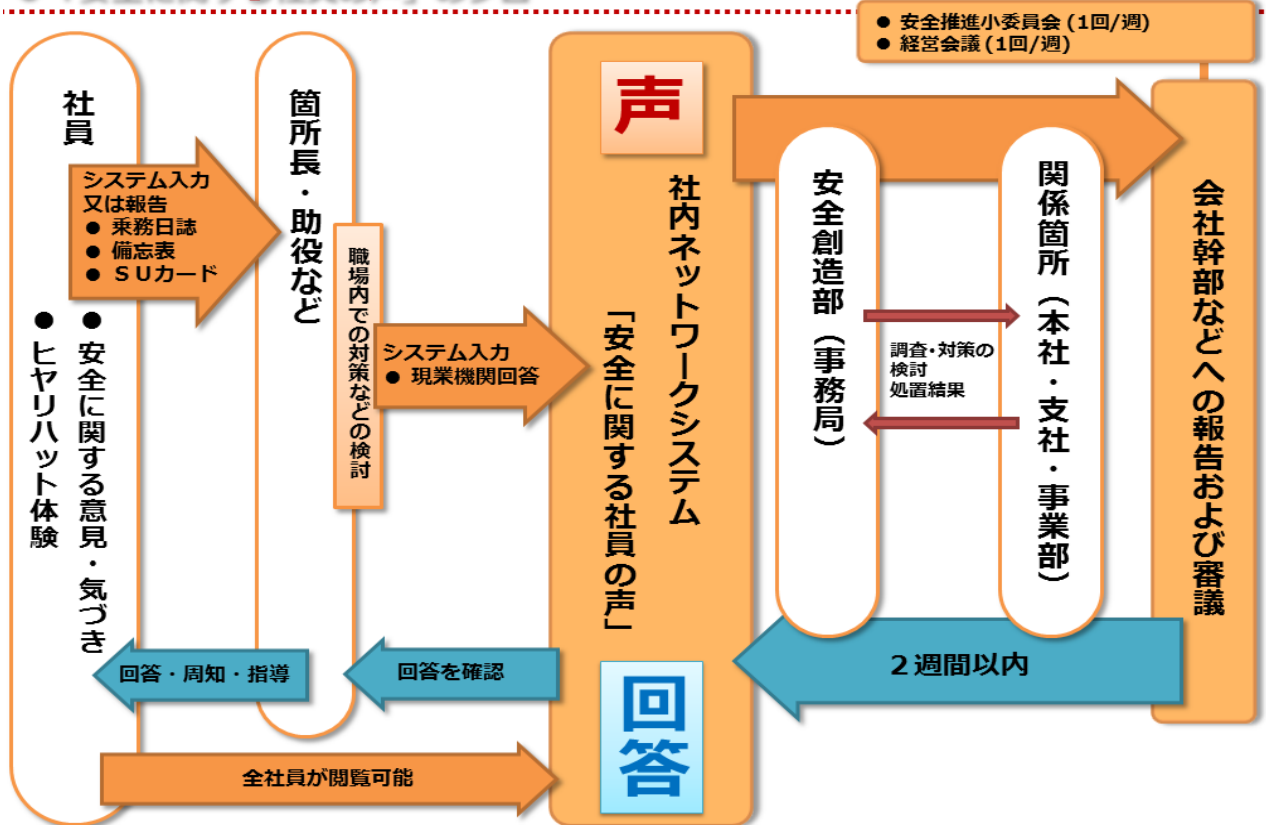 ● 安全推進小委員会 (1回/週)
● 経営会議 (1回/週)
社員
● 安全に関する意見・気づき
● ヒヤリハット体験
システム入力
又は報告
● 乗務日誌
● 備忘表
● SUカード
箇所長・助役など
職場内での対策などの検討
システム入力
● 現業機関回答
声
社内ネットワークシステム
「安全に関する社員の声」
回答
安全創造部（事務局）
調査・対策の
検討
処置結果
関係箇所（本社・支社・事業部）
会社幹部などへの報告および審議
2週間以内
回答を確認
回答・周知・指導
全社員が閲覧可能